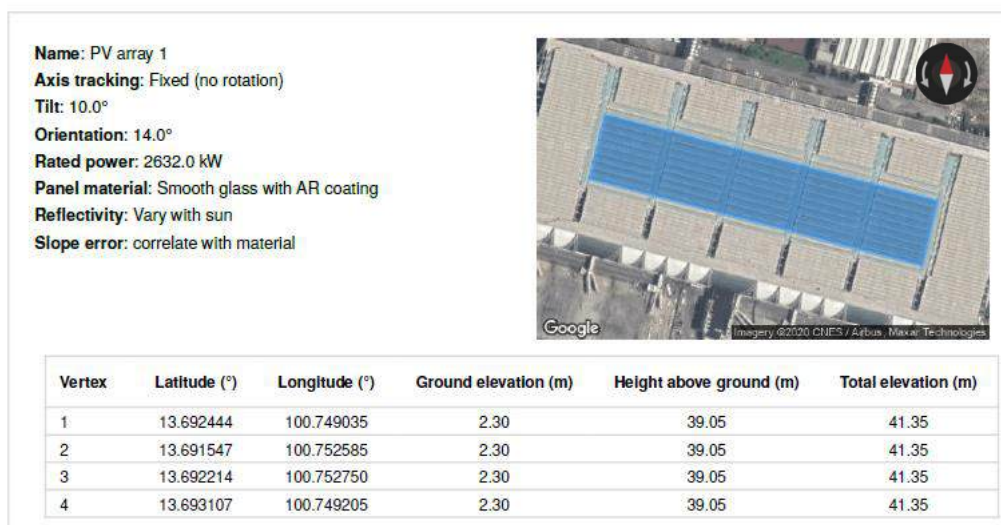 Name: PV array 1
Axis tracking: Fixed (no rotation)
Tilt: 10.0°
Orientation: 14.0°
Rated power: 2632.0 kW
Panel material: Smooth glass with AR coating
Reflectivity: Vary with sun
Slope error: correlate with material
Google
Imagery ©2020 CNES / Airbus, Maxar Technologies
Vertex Latitude (°) Longitude (°) Ground elevation (m) Height above ground (m) Total elevation (m)
1 13.692444 100.749035 2.30 39.05 41.35
2 13.691547 100.752585 2.30 39.05 41.35
3 13.692214 100.752750 2.30 39.05 41.35
4 13.693107 100.749205 2.30 39.05 41.35